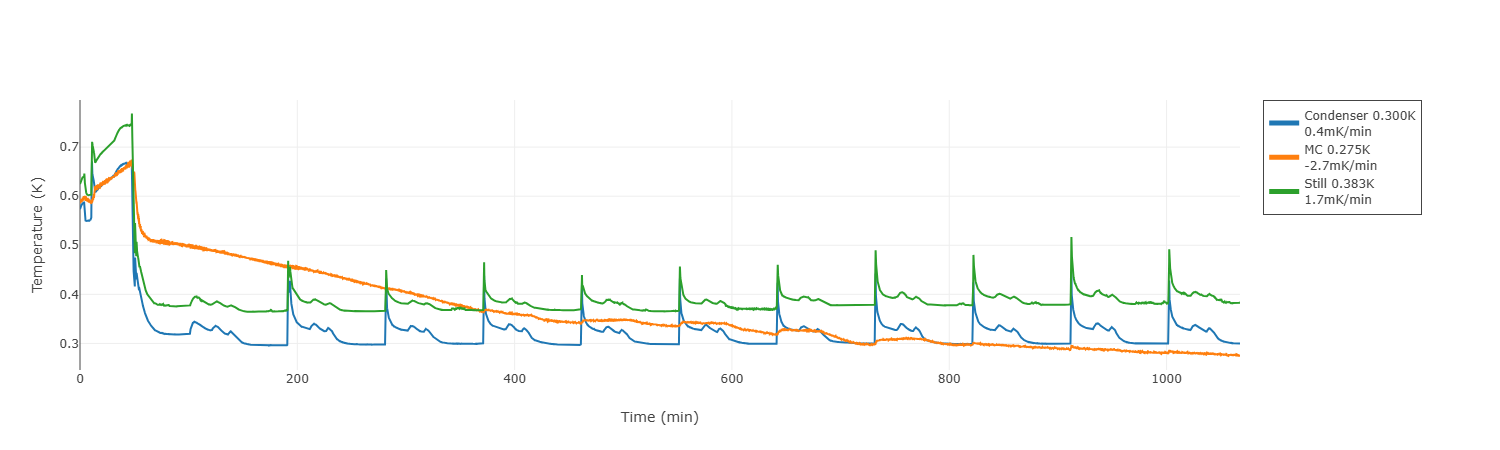 Condenser 0.300K
0.4mK/min
MC 0.275K
-2.7mK/min
Still 0.383K
1.7mK/min
Temperature (K)
0.7
0.6
0.5
0.4
0.3
0 200 400 600 800 1000
Time (min)